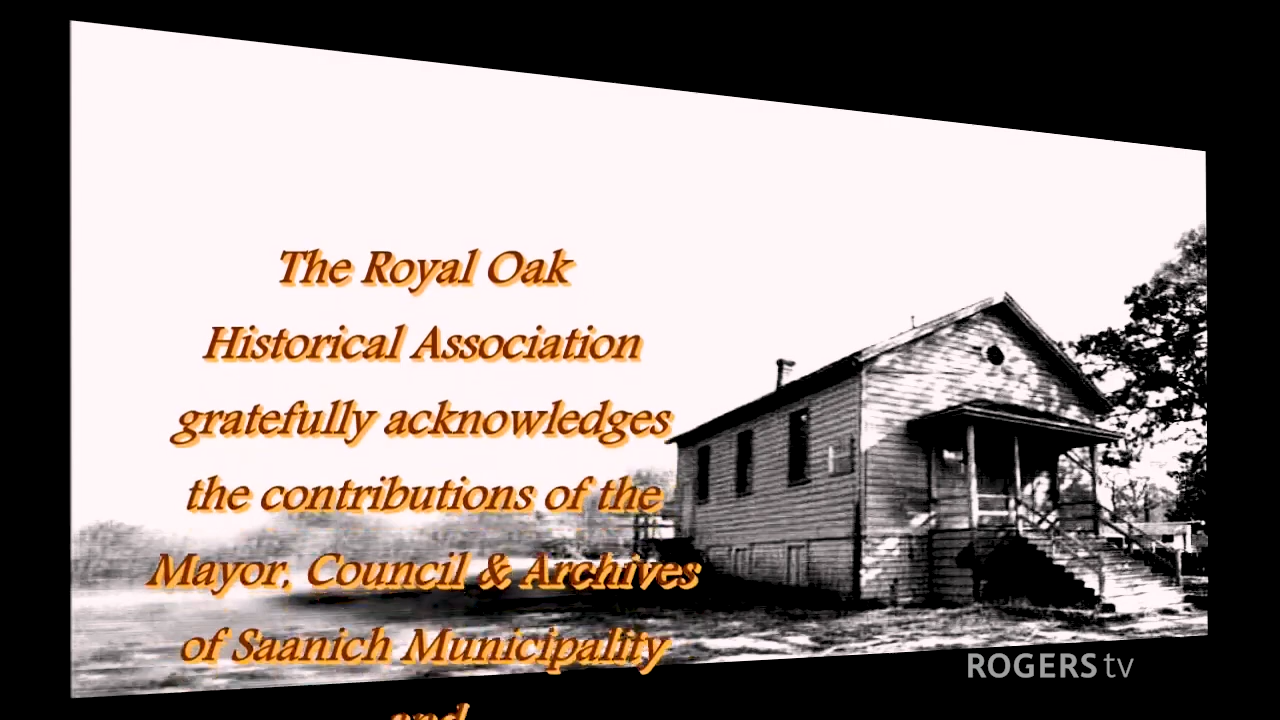 The Royal Oak
Historical Association
gratefully acknowledges
the contributions of the
Mayor, Council & Archives
of Saanich Municipality
and
ROGERS tv